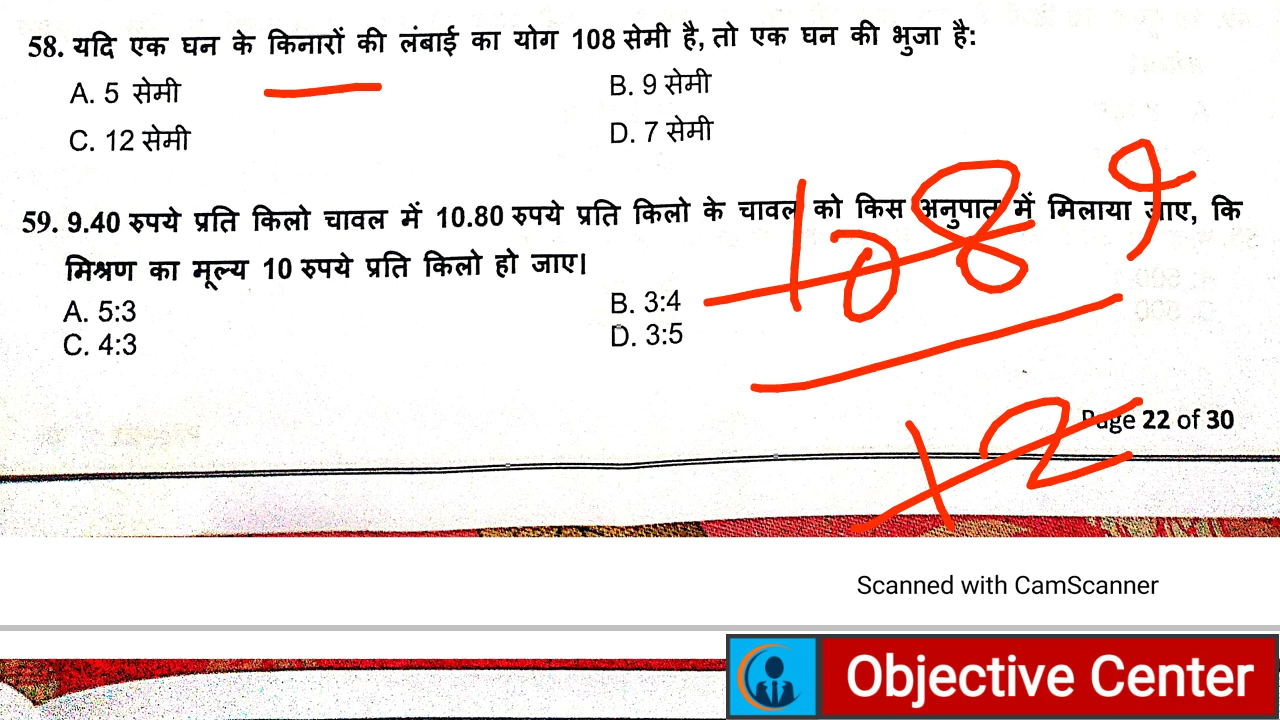 58. यदि एक घन के किनारों की लंबाई का योग 108 सेमी है, तो एक घन की भुजा है:
A. 5 सेमी
B. 9 सेमी
C. 12 सेमी
D. 7 सेमी
59. 9.40 रुपये प्रति किलो चावल में 10.80 रुपये प्रति किलो के चावल को किस अनुपात में मिलाया जाए, कि
मिश्रण का मूल्य 10 रुपये प्रति किलो हो जाए।
A. 5:3
B. 3:4
C. 4:3
D. 3:5
108 9
12
Page 22 of 30
Scanned with CamScanner
Objective Center